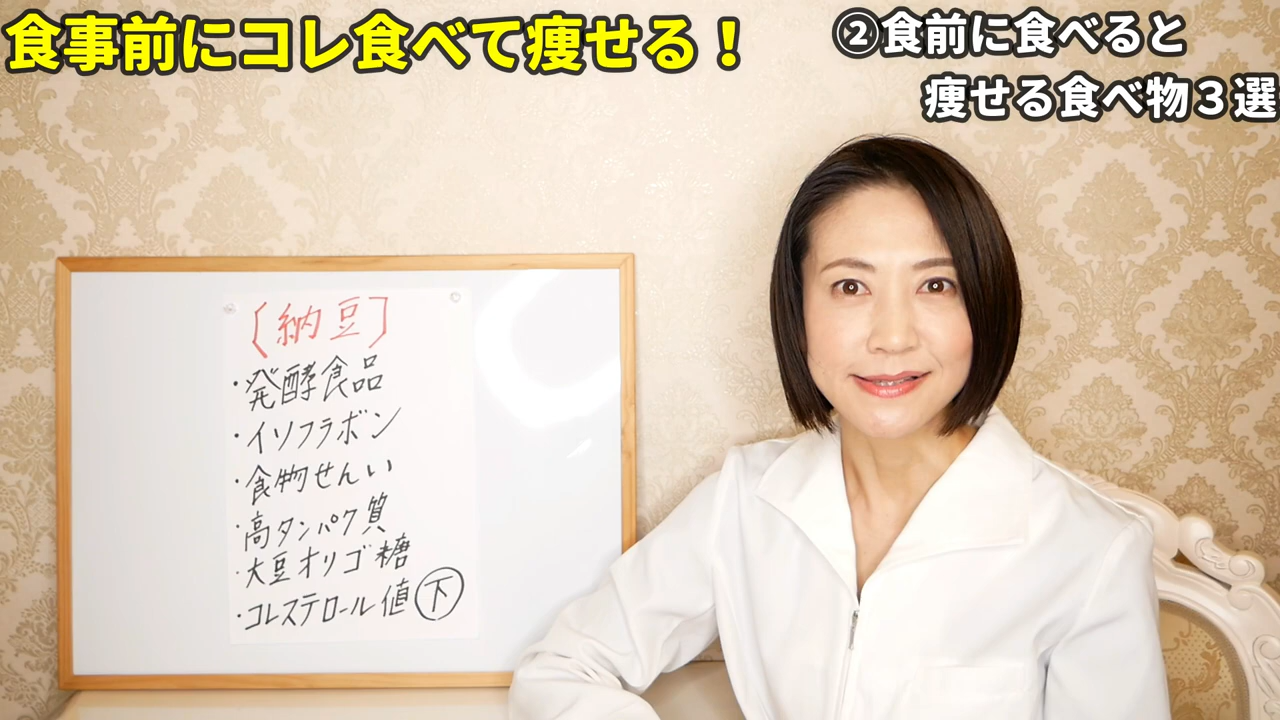 食事前にコレ食べて痩せる！
②食前に食べると
痩せる食べ物３選
［納豆］
・発酵食品
・イソフラボン
・食物せんい
・高タンパク質
・大豆オリゴ糖
・コレステロール値下